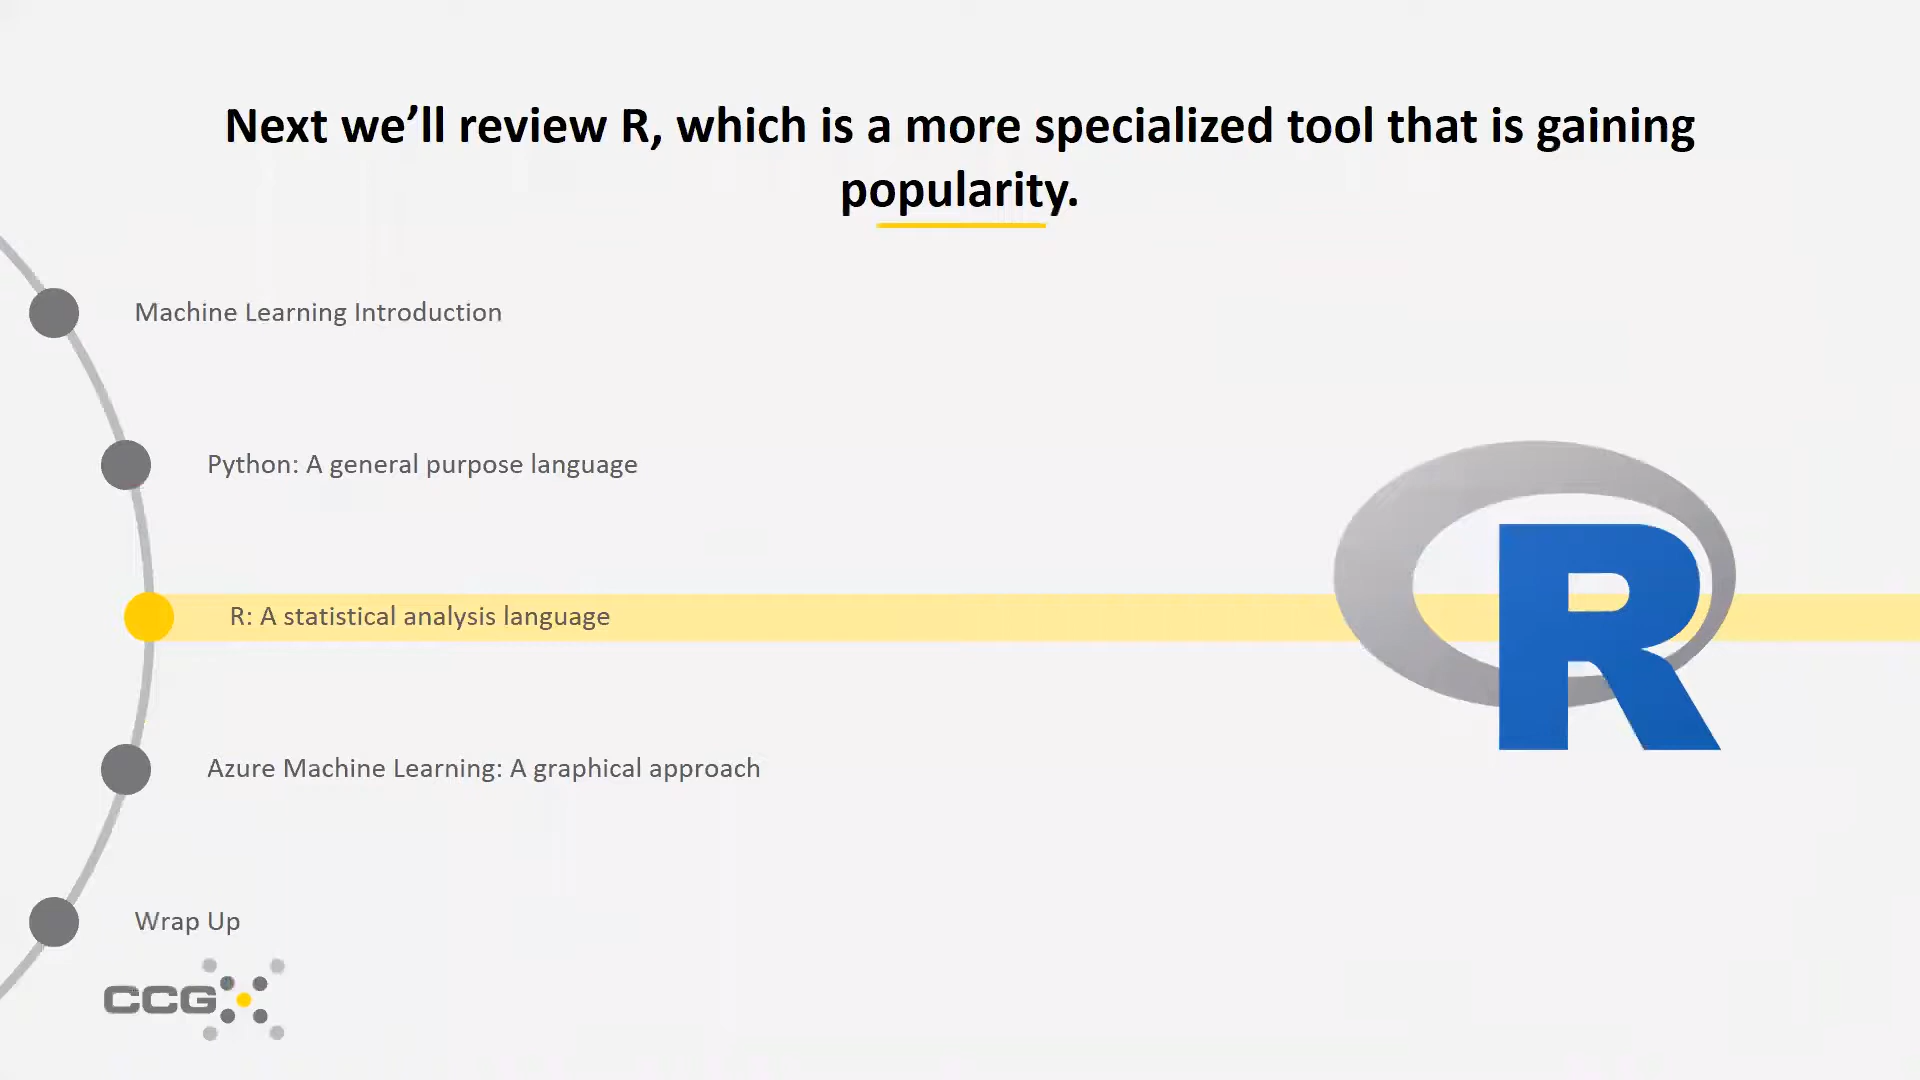 Next we’ll review R, which is a more specialized tool that is gaining
popularity.
Machine Learning Introduction
Python: A general purpose language
R: A statistical analysis language
R
Azure Machine Learning: A graphical approach
Wrap Up
CCG